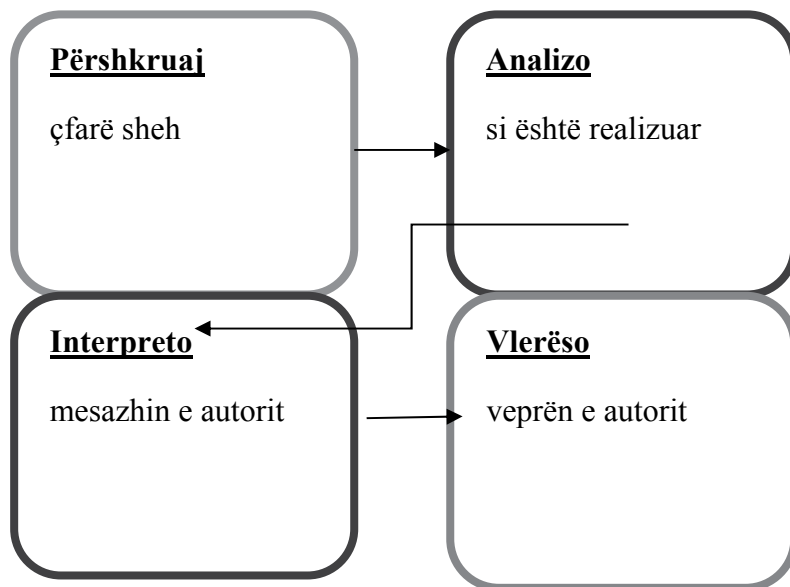 Përshkruaj
çfarë sheh
Analizo
si është realizuar
Interpreto
mesazhin e autorit
Vlerëso
veprën e autorit